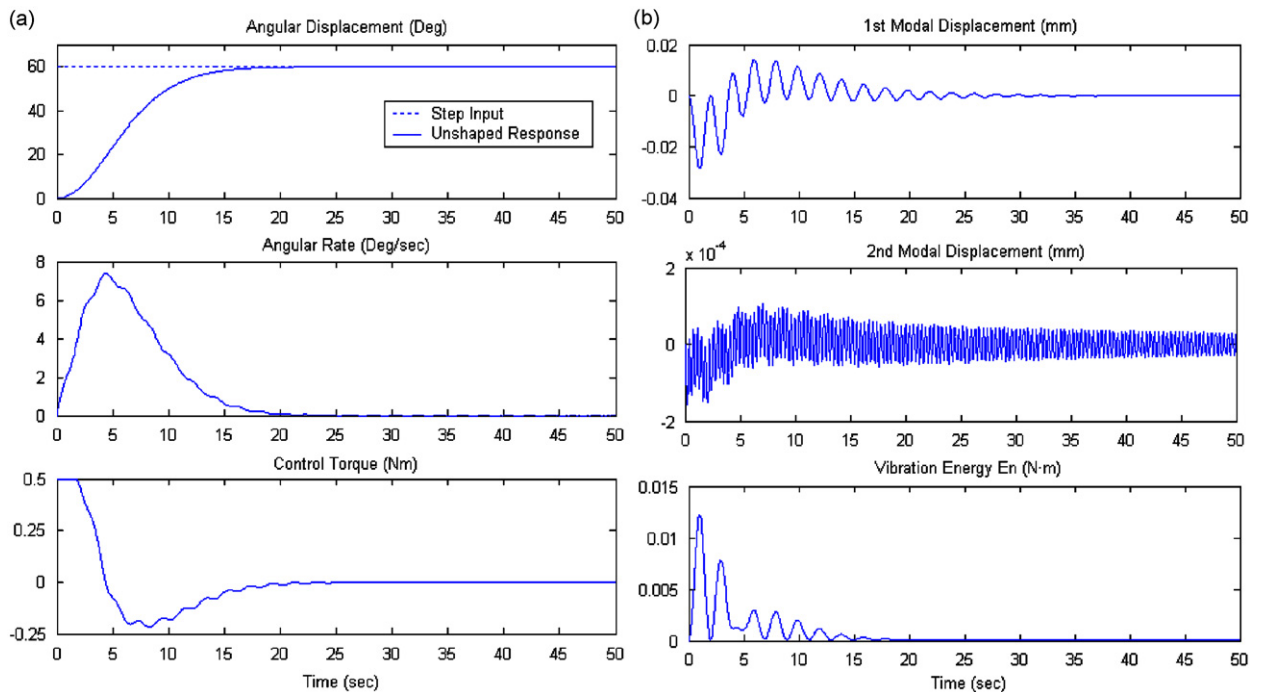 (a)
Angular Displacement (Deg)
60
40
20
0
Step Input
Unshaped Response
0 5 10 15 20 25 30 35 40 45 50
Angular Rate (Deg/sec)
8
6
4
2
0
0 5 10 15 20 25 30 35 40 45 50
Control Torque (Nm)
0.5
0.25
0
-0.25
0 5 10 15 20 25 30 35 40 45 50
Time (sec)
(b)
1st Modal Displacement (mm)
0.02
0
-0.02
-0.04
0 5 10 15 20 25 30 35 40 45 50
x 10⁻⁴
2nd Modal Displacement (mm)
2
0
-2
0 5 10 15 20 25 30 35 40 45 50
Vibration Energy En (N·m)
0.015
0.01
0.005
0
0 5 10 15 20 25 30 35 40 45 50
Time (sec)